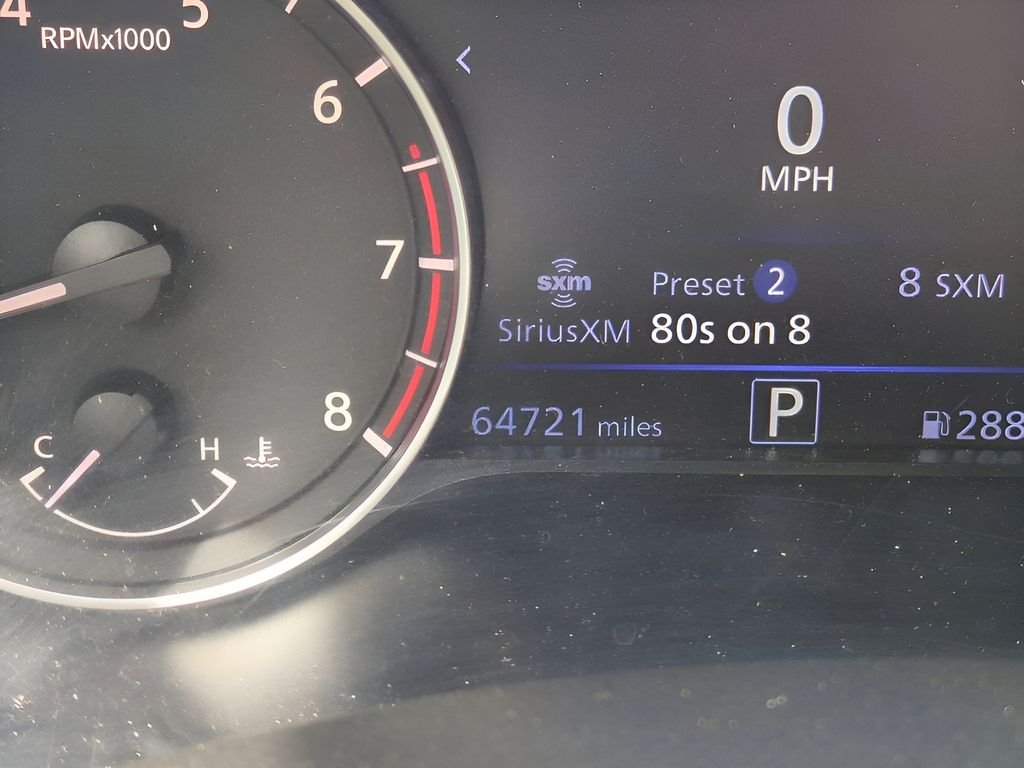 4 5
RPMx1000
6
7
8
C H
0
MPH
sxm Preset 2 8 SXM
SiriusXM 80s on 8
64721 miles P 288